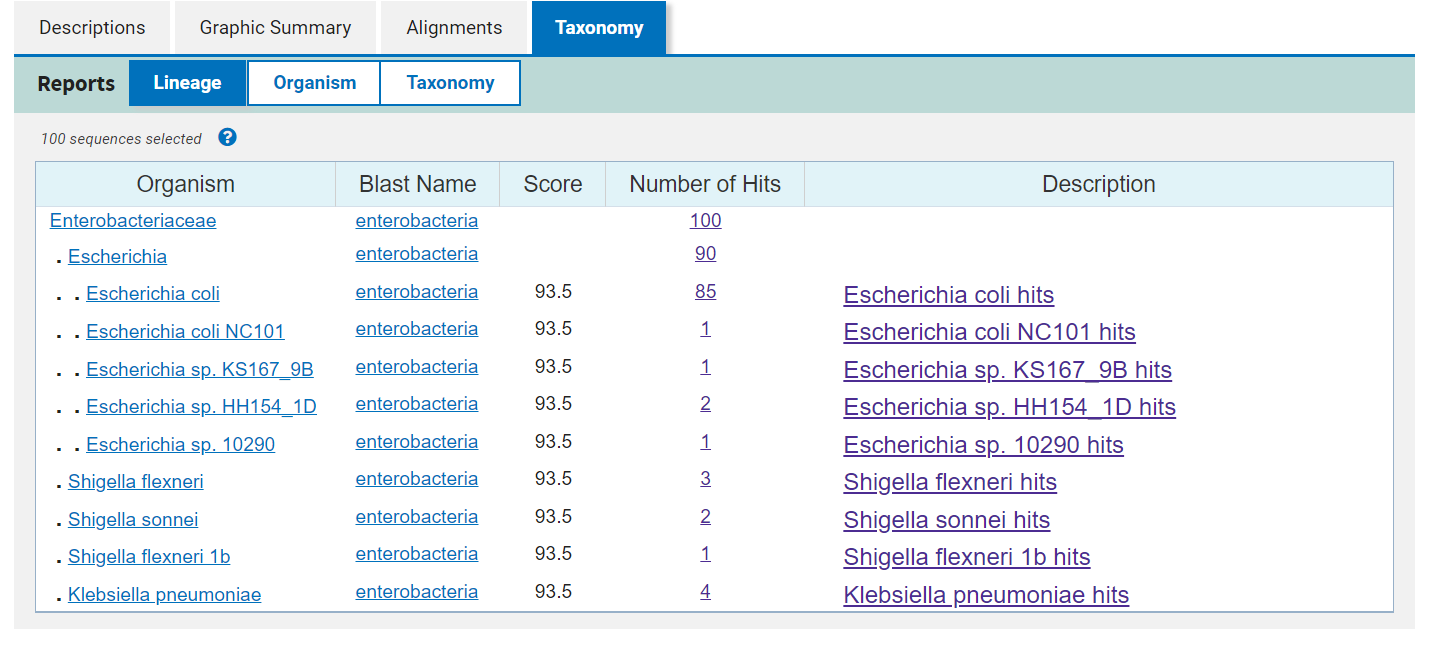 Descriptions Graphic Summary Alignments Taxonomy
Reports Lineage Organism Taxonomy
100 sequences selected ?
Organism Blast Name Score Number of Hits Description
Enterobacteriaceae enterobacteria 100
. Escherichia enterobacteria 90
. . Escherichia coli enterobacteria 93.5 85 Escherichia coli hits
. . Escherichia coli NC101 enterobacteria 93.5 1 Escherichia coli NC101 hits
. . Escherichia sp. KS167_9B enterobacteria 93.5 1 Escherichia sp. KS167_9B hits
. . Escherichia sp. HH154_1D enterobacteria 93.5 2 Escherichia sp. HH154_1D hits
. . Escherichia sp. 10290 enterobacteria 93.5 1 Escherichia sp. 10290 hits
. Shigella flexneri enterobacteria 93.5 3 Shigella flexneri hits
. Shigella sonnei enterobacteria 93.5 2 Shigella sonnei hits
. Shigella flexneri 1b enterobacteria 93.5 1 Shigella flexneri 1b hits
. Klebsiella pneumoniae enterobacteria 93.5 4 Klebsiella pneumoniae hits